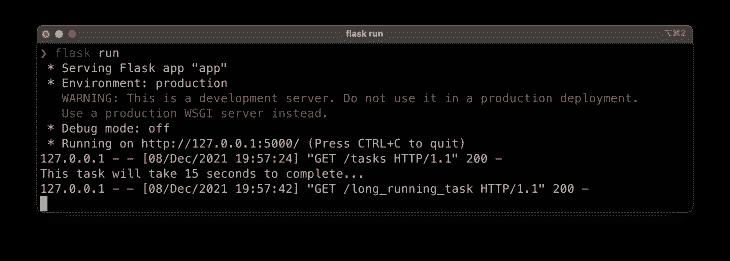 flask run
⌥⌘2
❯ flask run
* Serving Flask app "app"
* Environment: production
WARNING: This is a development server. Do not use it in a production deployment.
Use a production WSGI server instead.
* Debug mode: off
* Running on http://127.0.0.1:5000/ (Press CTRL+C to quit)
127.0.0.1 - - [08/Dec/2021 19:57:24] "GET /tasks HTTP/1.1" 200 -
This task will take 15 seconds to complete...
127.0.0.1 - - [08/Dec/2021 19:57:42] "GET /long_running_task HTTP/1.1" 200 -